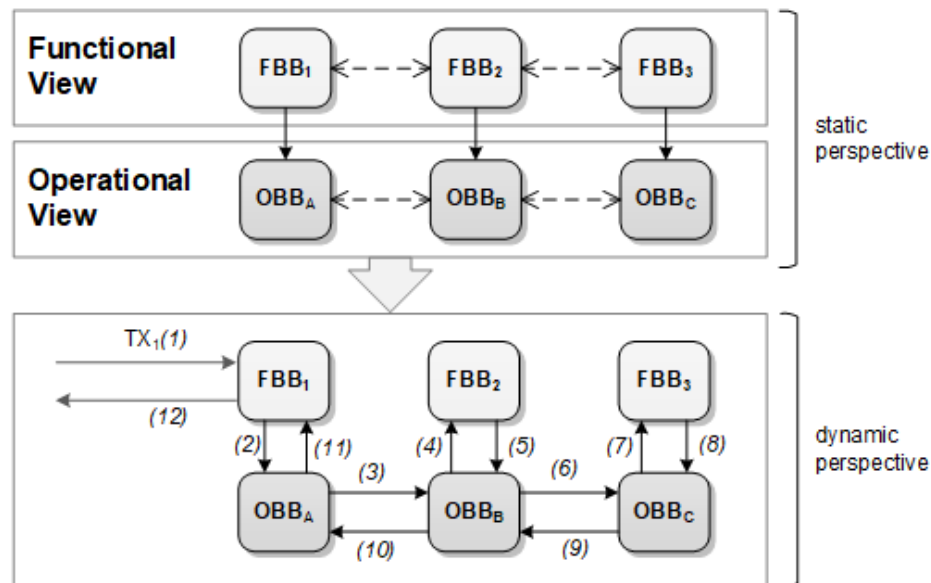 Functional
View
FBB₁
FBB₂
FBB₃
static
perspective
Operational
View
OBB_A
OBB_B
OBB_C
TX₁(1)
(12)
FBB₁
FBB₂
FBB₃
(2)
(11)
(4)
(5)
(7)
(8)
dynamic
perspective
(3)
(6)
OBB_A
OBB_B
OBB_C
(10)
(9)